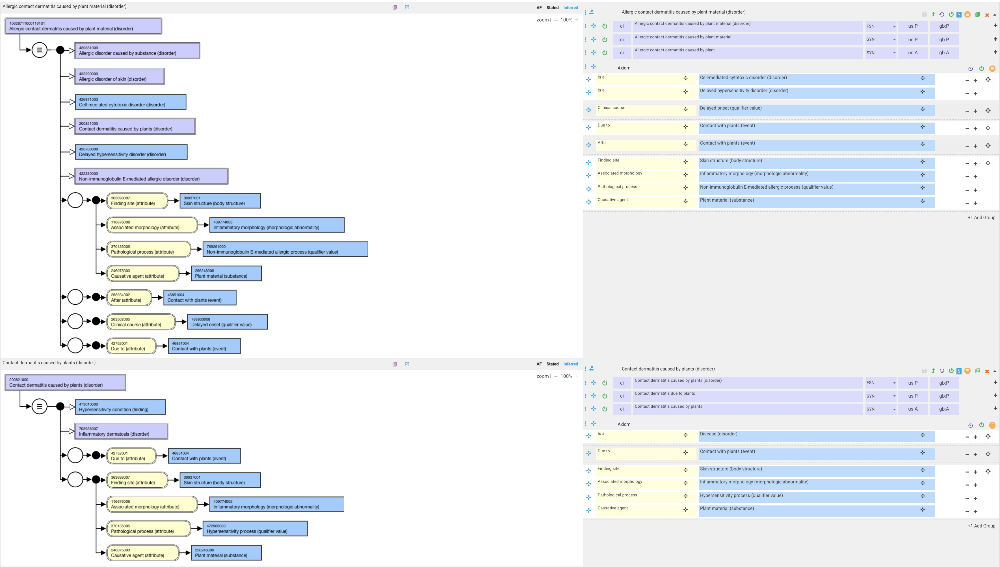 Allergic contact dermatitis caused by plant material (disorder)
AF Stated Inferred
zoom | – 100% +
10628711000119101
Allergic contact dermatitis caused by plant material (disorder)
420881009
Allergic disorder caused by substance (disorder)
422290000
Allergic disorder of skin (disorder)
426871003
Cell-mediated cytotoxic disorder (disorder)
200821000
Contact dermatitis caused by plants (disorder)
426760008
Delayed hypersensitivity disorder (disorder)
422339003
Non-immunoglobulin E-mediated allergic disorder (disorder)
363698007
Finding site (attribute)
39937001
Skin structure (body structure)
116676008
Associated morphology (attribute)
409774005
Inflammatory morphology (morphologic abnormality)
370135005
Pathological process (attribute)
769261000
Non-immunoglobulin E-mediated allergic process (qualifier value)
246075003
Causative agent (attribute)
256248008
Plant material (substance)
255234002
After (attribute)
46851004
Contact with plants (event)
263502005
Clinical course (attribute)
788800008
Delayed onset (qualifier value)
42752001
Due to (attribute)
46851004
Contact with plants (event)
Allergic contact dermatitis caused by plant material (disorder)
S
ci Allergic contact dermatitis caused by plant material (disorder) FSN us:P gb:P
ci Allergic contact dermatitis caused by plant material SYN us:P gb:P
ci Allergic contact dermatitis caused by plant SYN us:A gb:A
Axiom
Is a Cell-mediated cytotoxic disorder (disorder)
Is a Delayed hypersensitivity disorder (disorder)
Clinical course Delayed onset (qualifier value)
Due to Contact with plants (event)
After Contact with plants (event)
Finding site Skin structure (body structure)
Associated morphology Inflammatory morphology (morphologic abnormality)
Pathological process Non-immunoglobulin E-mediated allergic process (qualifier value)
Causative agent Plant material (substance)
+1 Add Group
Contact dermatitis caused by plants (disorder)
AF Stated Inferred
zoom | – 100% +
200821000
Contact dermatitis caused by plants (disorder)
473010000
Hypersensitivity condition (finding)
703938007
Inflammatory dermatosis (disorder)
42752001
Due to (attribute)
46851004
Contact with plants (event)
363698007
Finding site (attribute)
39937001
Skin structure (body structure)
116676008
Associated morphology (attribute)
409774005
Inflammatory morphology (morphologic abnormality)
370135005
Pathological process (attribute)
472963003
Hypersensitivity process (qualifier value)
246075003
Causative agent (attribute)
256248008
Plant material (substance)
Contact dermatitis caused by plants (disorder)
S
ci Contact dermatitis caused by plants (disorder) FSN us:P gb:P
ci Contact dermatitis due to plants SYN us:P gb:P
ci Contact dermatitis caused by plants SYN us:A gb:A
Axiom
Is a Disease (disorder)
Due to Contact with plants (event)
Finding site Skin structure (body structure)
Associated morphology Inflammatory morphology (morphologic abnormality)
Pathological process Hypersensitivity process (qualifier value)
Causative agent Plant material (substance)
+1 Add Group